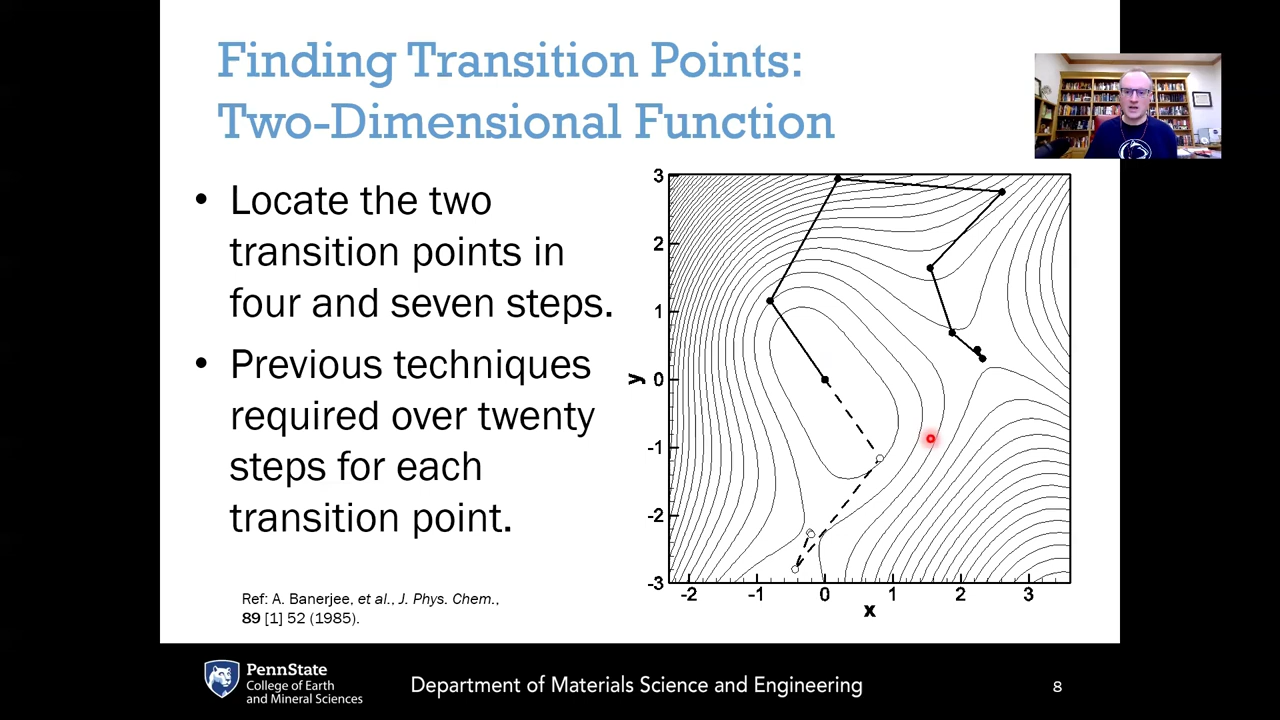 Finding Transition Points:
Two-Dimensional Function
• Locate the two
transition points in
four and seven steps.
• Previous techniques
required over twenty
steps for each
transition point.
Ref: A. Banerjee, et al., J. Phys. Chem.,
89 [1] 52 (1985).
3
2
1
0
-1
-2
-3
y
-2 -1 0 1 2 3
x
PennState
College of Earth
and Mineral Sciences
Department of Materials Science and Engineering
8